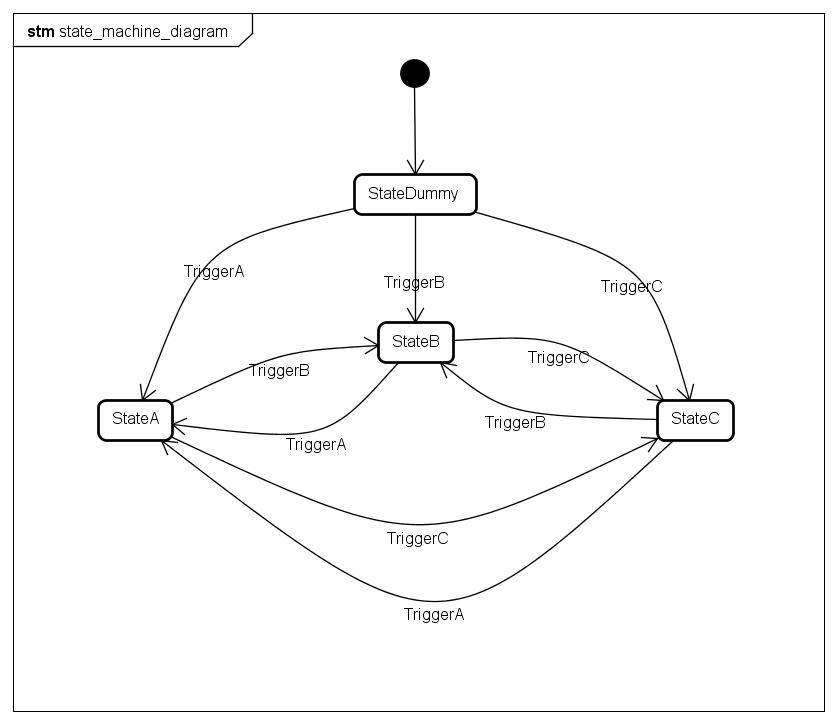 stm state_machine_diagram
StateDummy
TriggerA
TriggerB
TriggerC
StateB
TriggerC
TriggerB
StateA
StateC
TriggerB
TriggerA
TriggerC
TriggerA